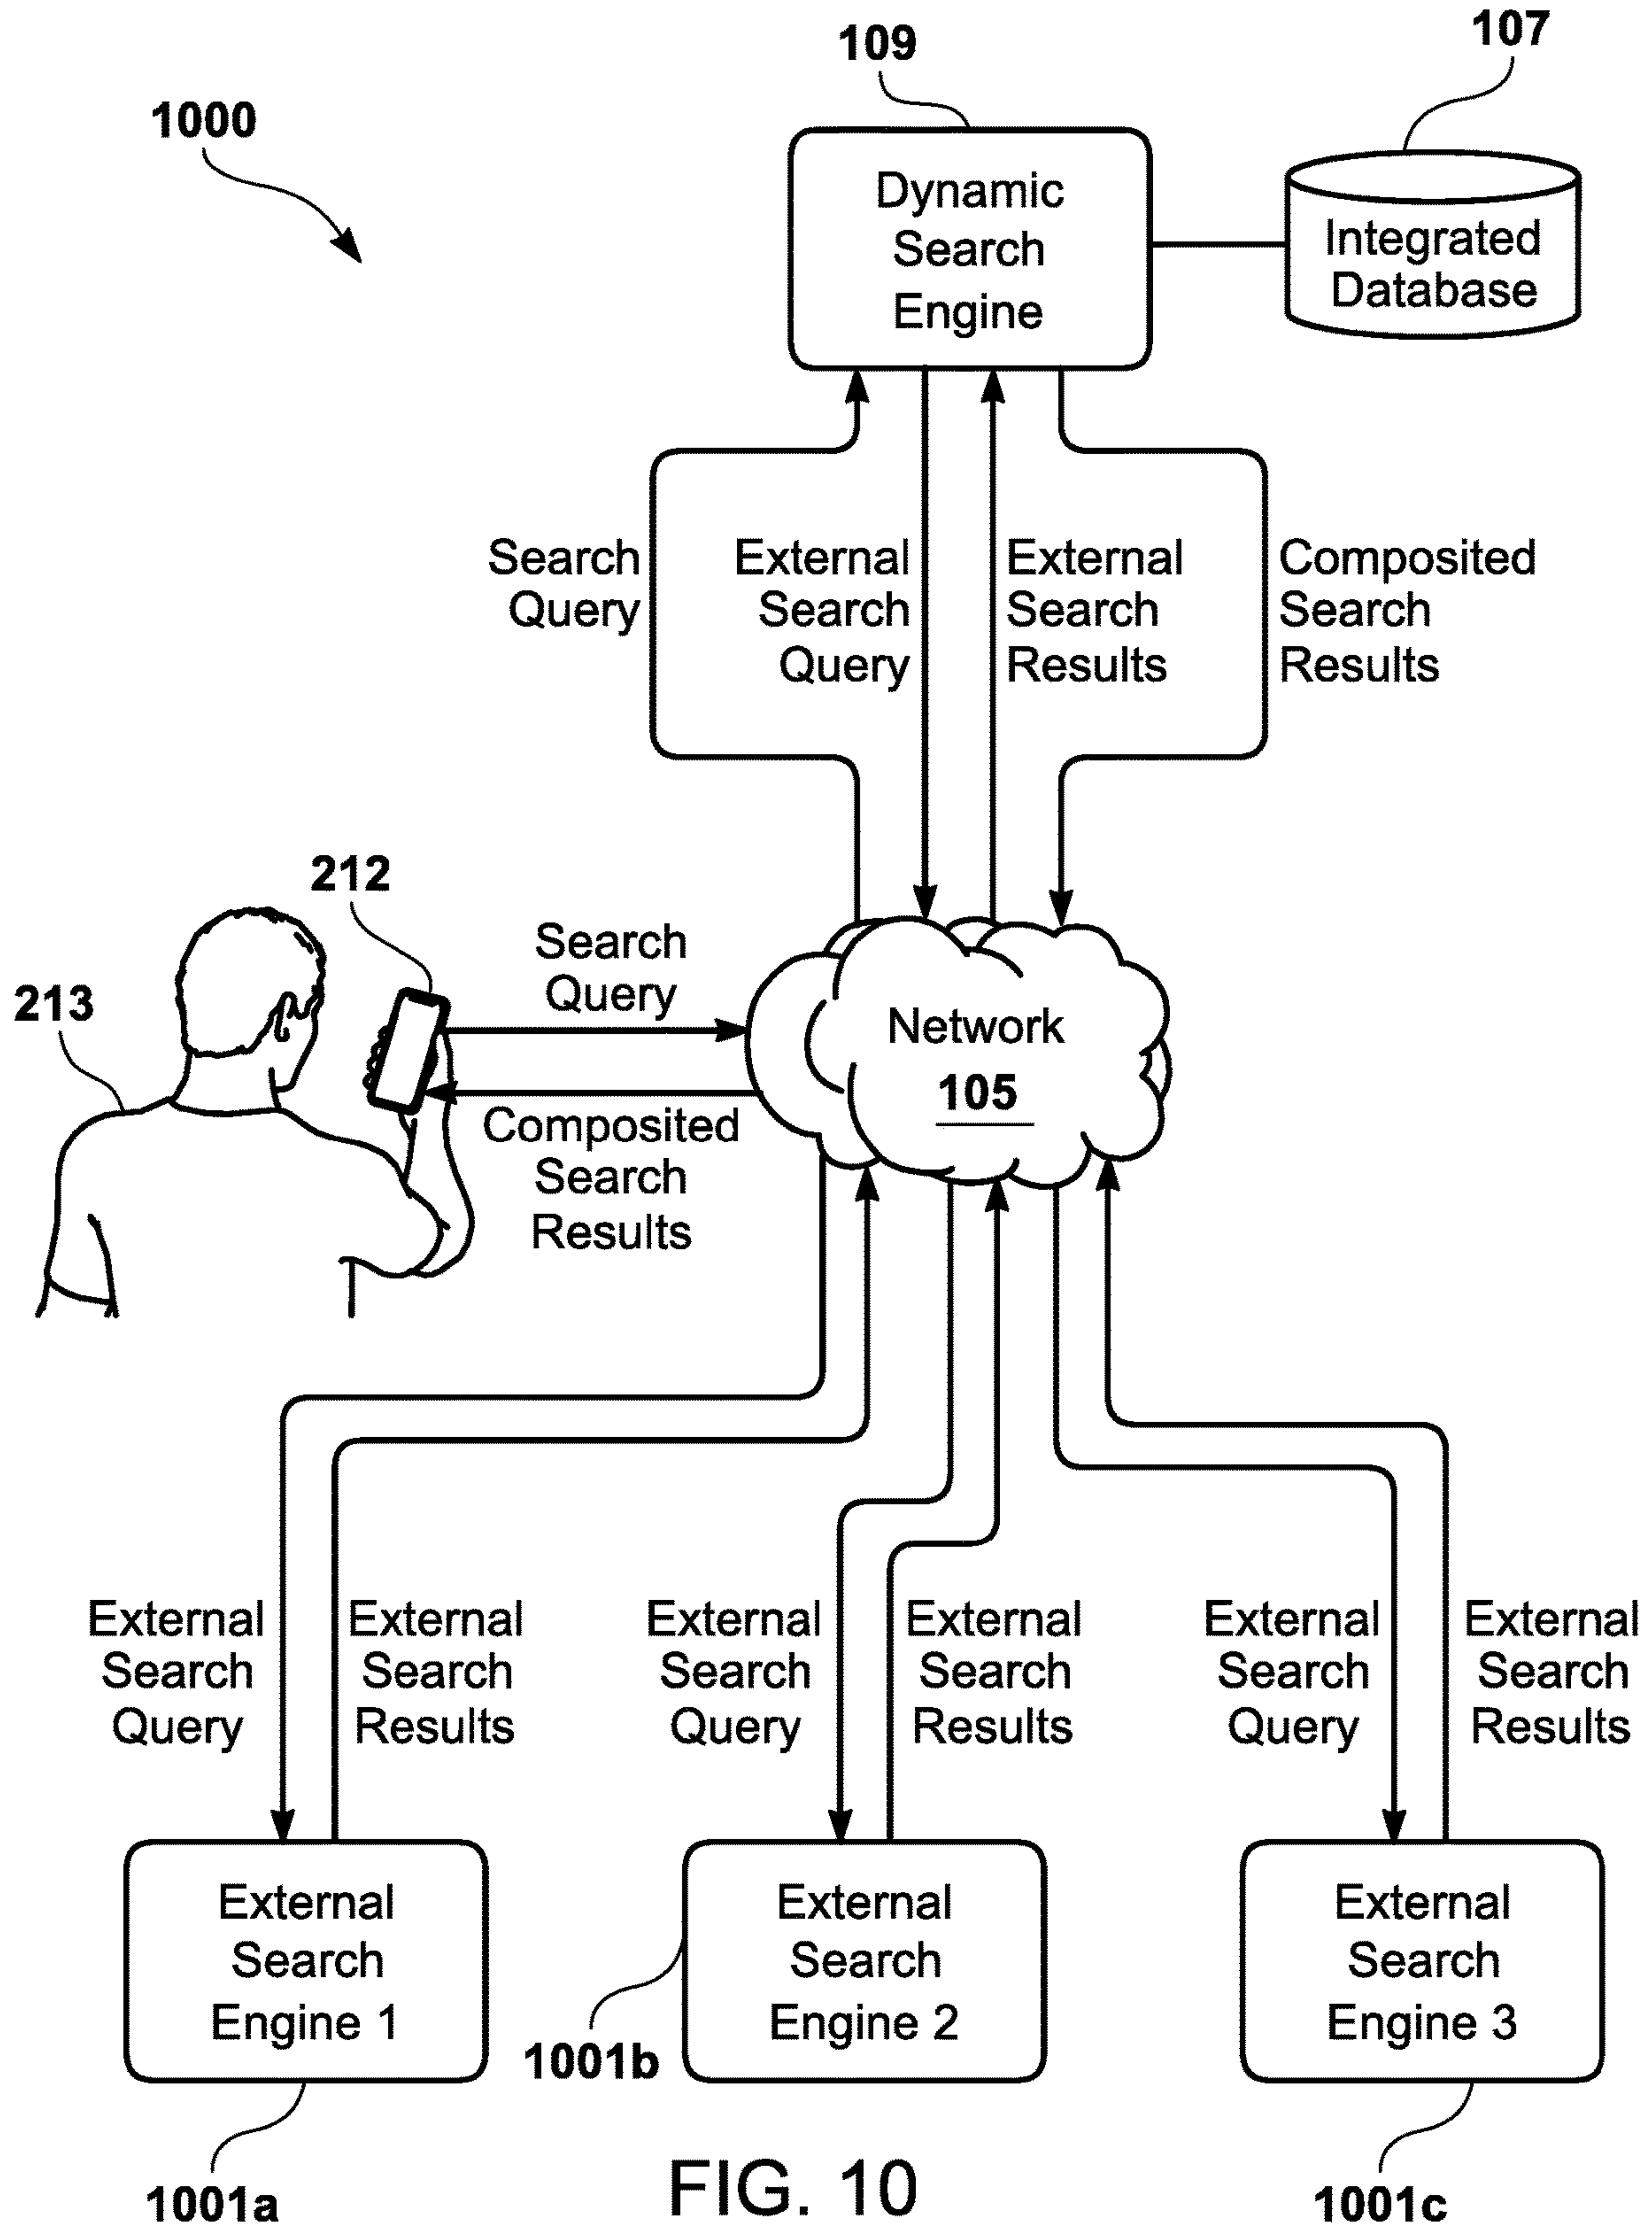 109
107
1000
Dynamic
Search
Engine
Integrated
Database
Search
Query
External
Search
Query
External
Search
Results
Composited
Search
Results
212
213
Search
Query
Composited
Search
Results
Network
105
External
Search
Query
External
Search
Results
External
Search
Query
External
Search
Results
External
Search
Query
External
Search
Results
External
Search
Engine 1
External
Search
Engine 2
External
Search
Engine 3
1001a
1001b
1001c
FIG. 10